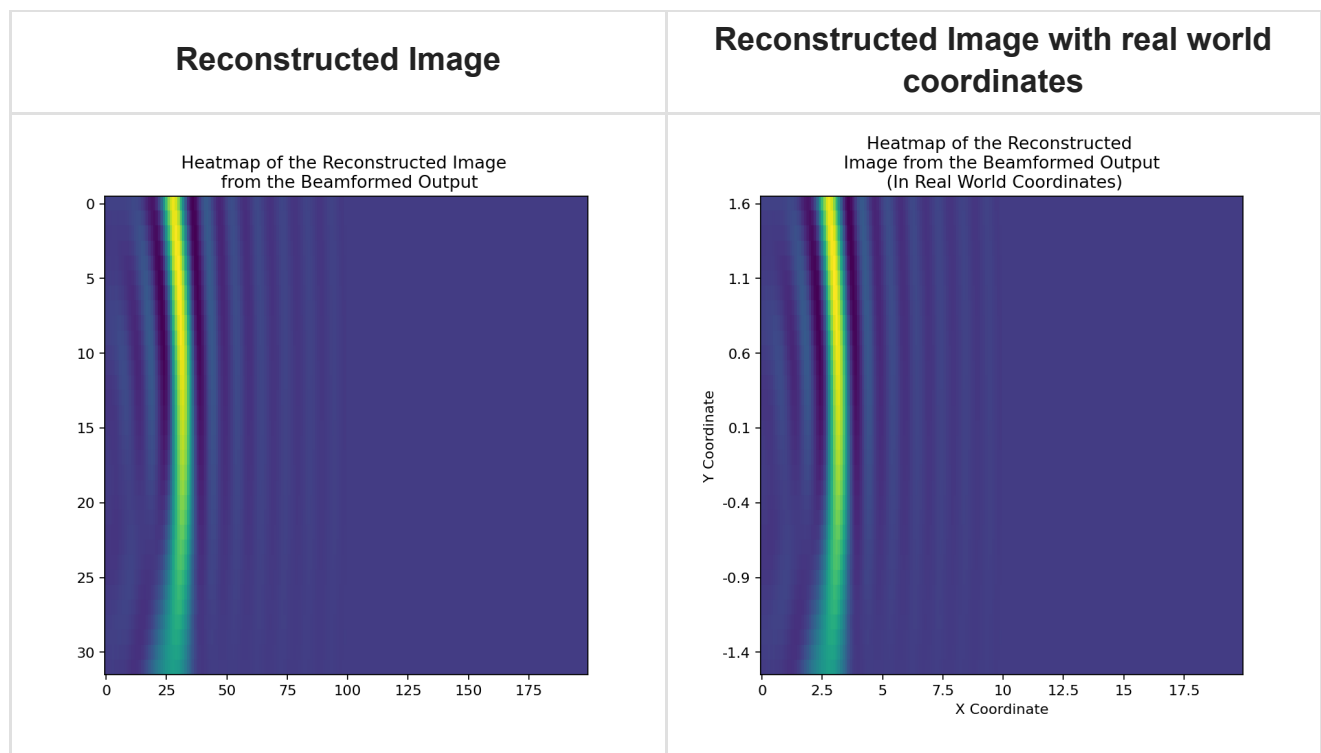 Reconstructed Image
Reconstructed Image with real world
coordinates
Heatmap of the Reconstructed Image
from the Beamformed Output
0
5
10
15
20
25
30
0 25 50 75 100 125 150 175
Heatmap of the Reconstructed
Image from the Beamformed Output
(In Real World Coordinates)
Y Coordinate
1.6
1.1
0.6
0.1
-0.4
-0.9
-1.4
0 2.5 5 7.5 10 12.5 15 17.5
X Coordinate